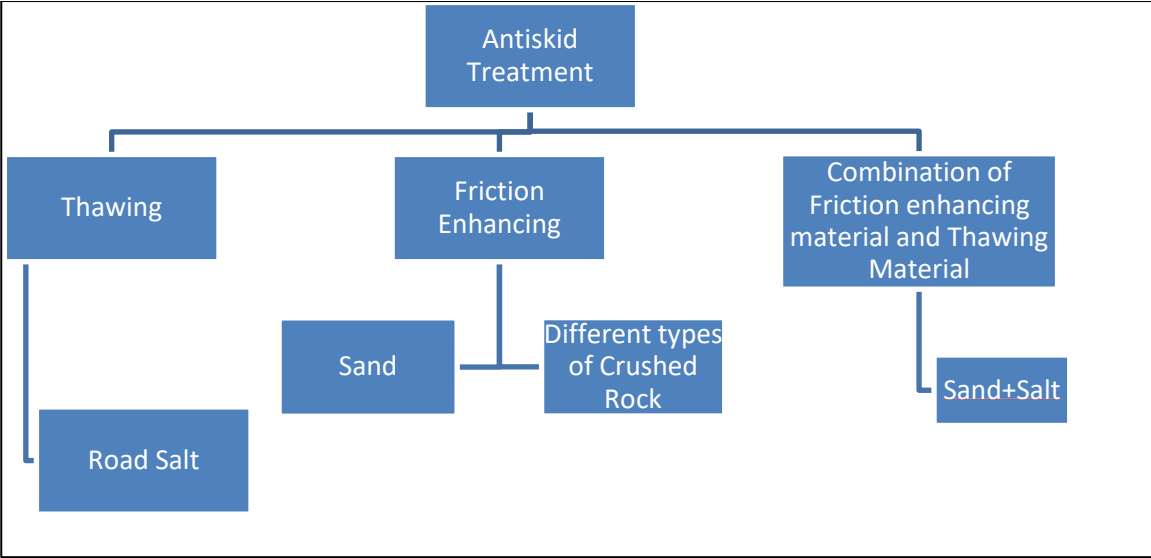 Antiskid
Treatment
Thawing
Friction
Enhancing
Combination of
Friction enhancing
material and Thawing
Material
Sand
Different types
of Crushed
Rock
Sand+Salt
Road Salt